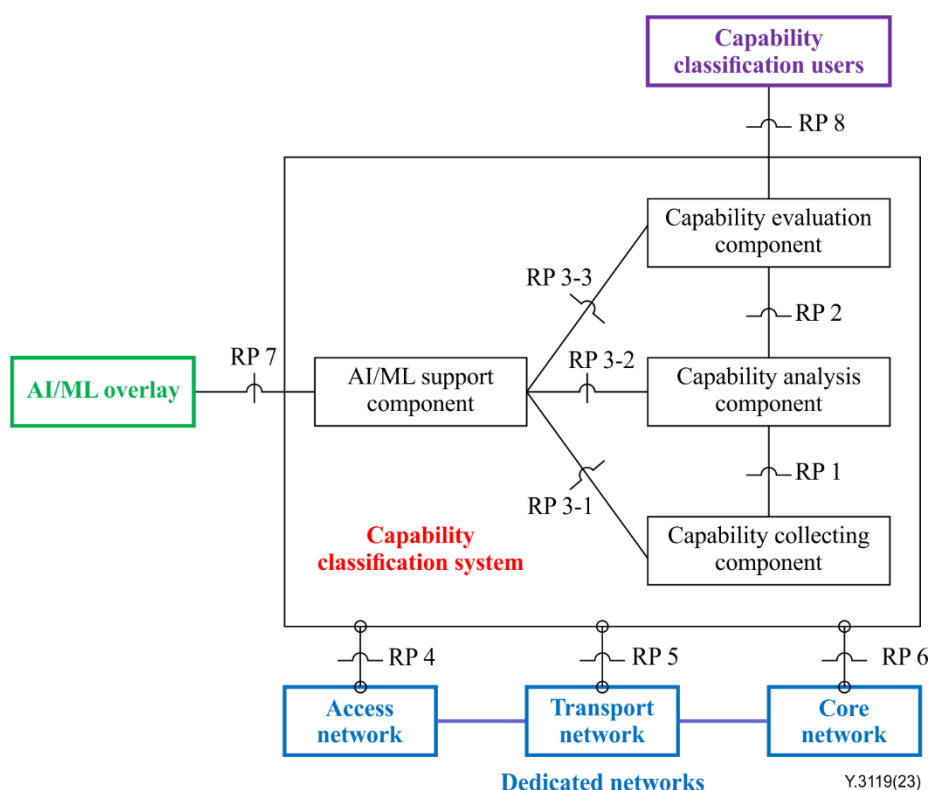 Capability
classification users
RP 8
Capability evaluation
component
RP 3-3
RP 2
RP 7
RP 3-2
AI/ML overlay
AI/ML support
component
Capability analysis
component
RP 1
RP 3-1
Capability
classification system
Capability collecting
component
RP 4
RP 5
RP 6
Access
network
Transport
network
Core
network
Dedicated networks
Y.3119(23)